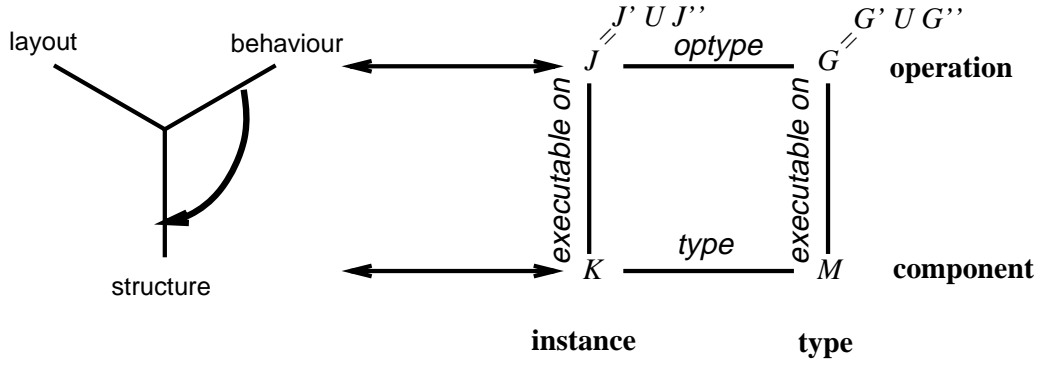 J' U J''
G' U G''
=
=
layout
behaviour
J
optype
G
operation
executable on
executable on
type
K
M
component
structure
instance
type